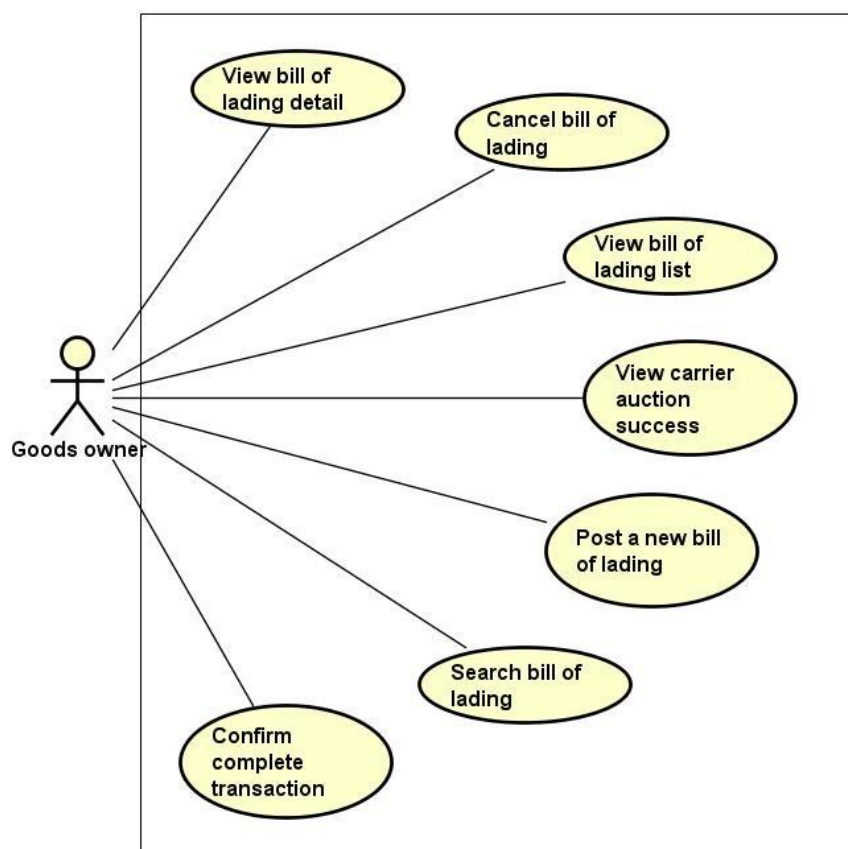 View bill of
lading detail
Cancel bill of
lading
View bill of
lading list
View carrier
auction
success
Goods owner
Post a new bill
of lading
Search bill of
lading
Confirm
complete
transaction